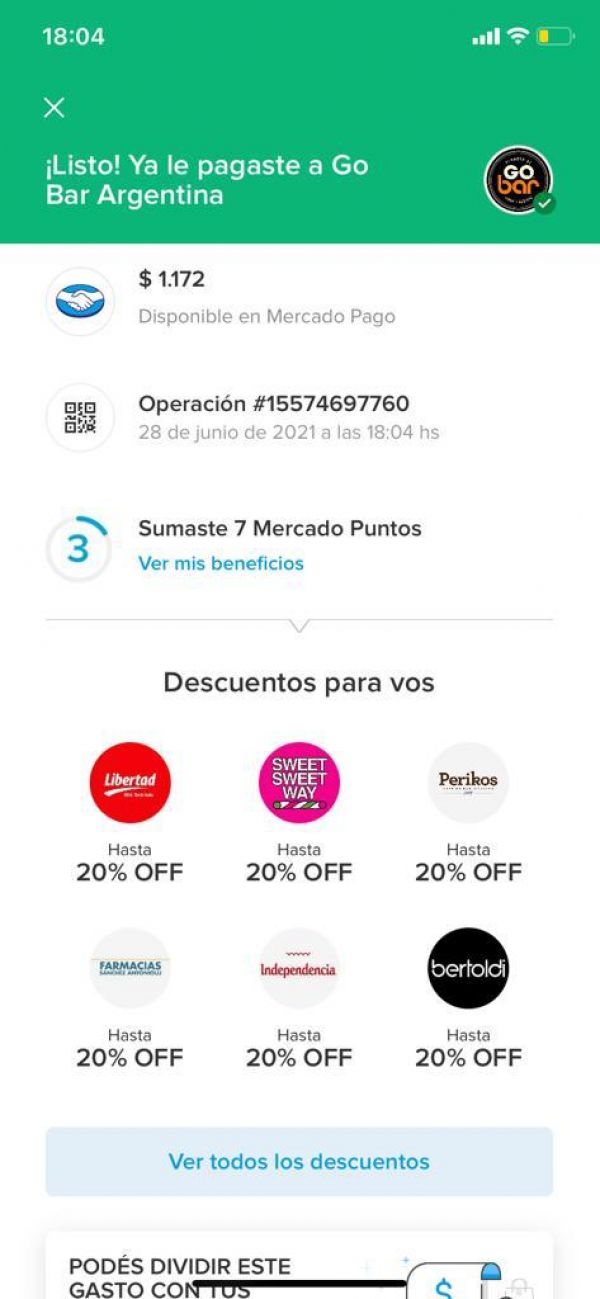 18:04
¡Listo! Ya le pagaste a Go
Bar Argentina
GO
bar
$ 1.172
Disponible en Mercado Pago
Operación #15574697760
28 de junio de 2021 a las 18:04 hs
3
Sumaste 7 Mercado Puntos
Ver mis beneficios
Descuentos para vos
Libertad
SWEET
SWEET
WAY
Perikos
Hasta
20% OFF
Hasta
20% OFF
Hasta
20% OFF
FARMACIAS
SANCHEZ ANTONIOLLI
Independencia
bertoldi
Hasta
20% OFF
Hasta
20% OFF
Hasta
20% OFF
Ver todos los descuentos
PODÉS DIVIDIR ESTE
GASTO CON TUS
$